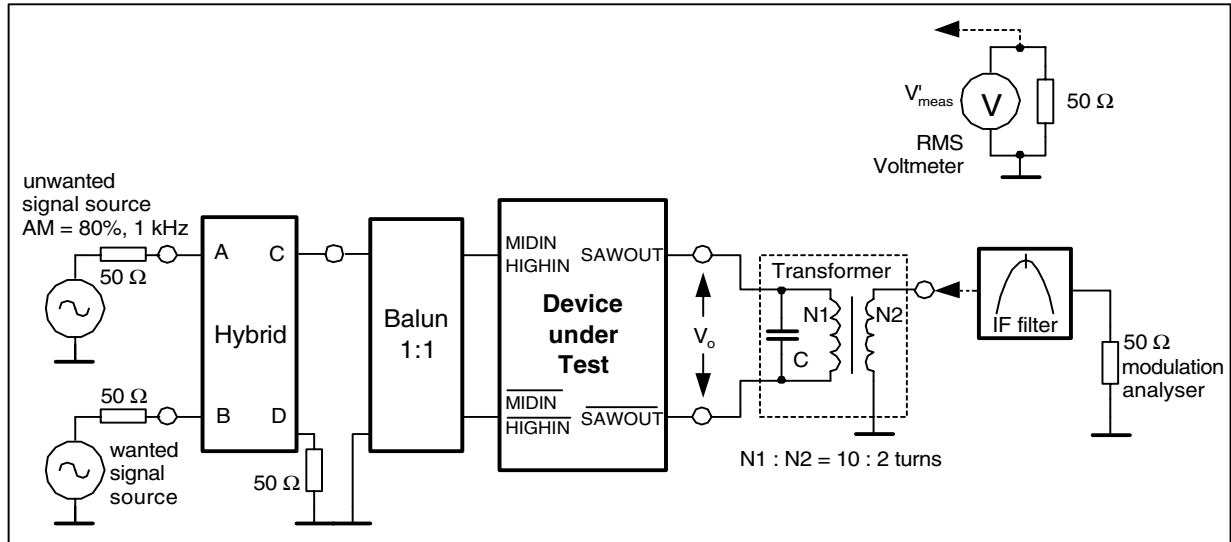 V'meas
V
50 Ω
RMS
Voltmeter
unwanted
signal source
AM = 80%, 1 kHz
50 Ω
A
C
Hybrid
B
D
50 Ω
wanted
signal
source
50 Ω
Balun
1:1
MIDIN
HIGHIN
SAWOUT
Device
under
Test
MIDIN
HIGHIN
SAWOUT
Vo
Transformer
N1
N2
C
N1 : N2 = 10 : 2 turns
IF filter
50 Ω
modulation
analyser